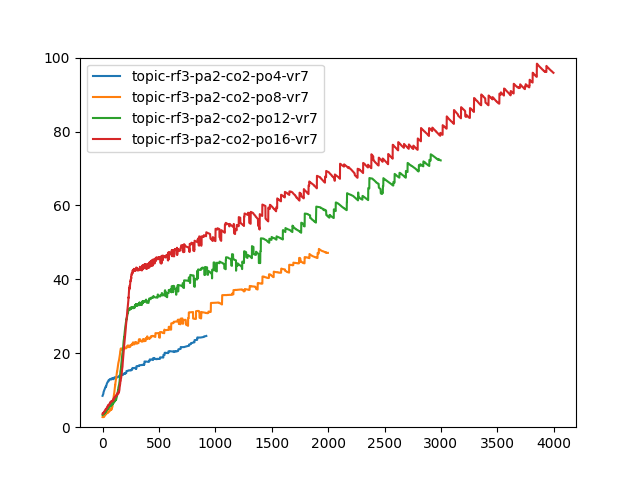 100
80
60
40
20
0
topic-rf3-pa2-co2-po4-vr7
topic-rf3-pa2-co2-po8-vr7
topic-rf3-pa2-co2-po12-vr7
topic-rf3-pa2-co2-po16-vr7
0 500 1000 1500 2000 2500 3000 3500 4000